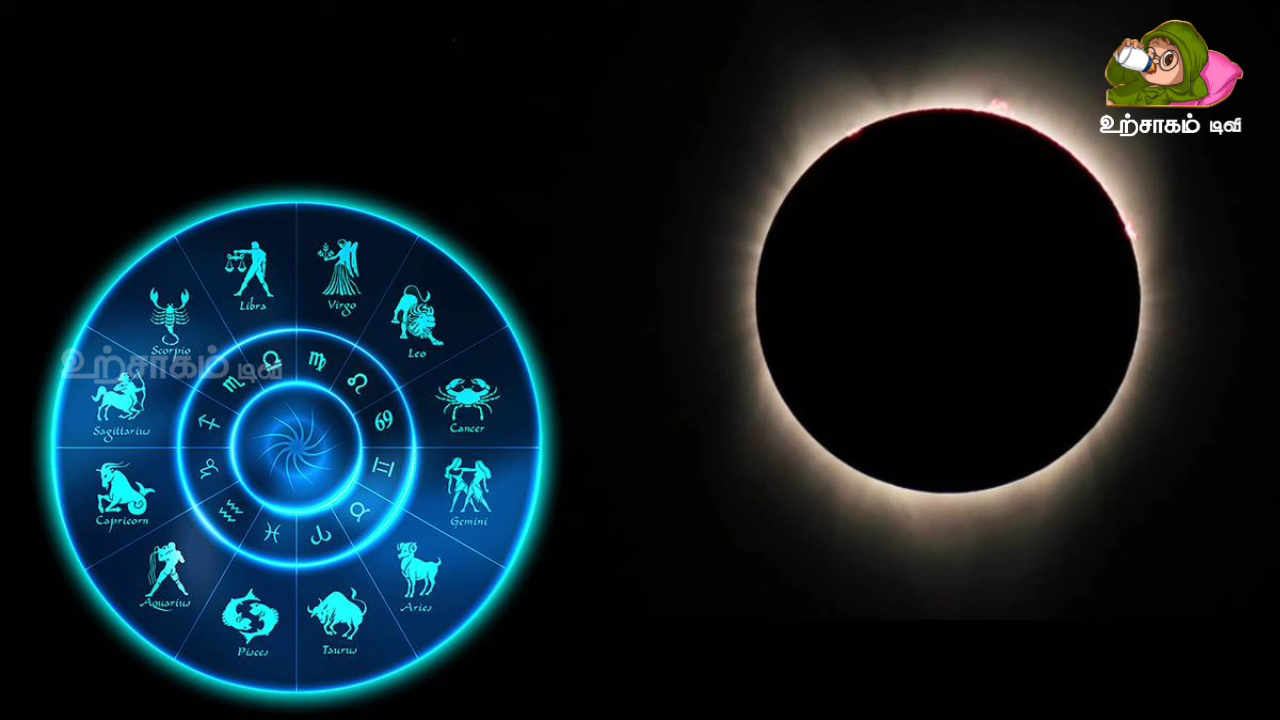 உற்சாகம் டிவி
Libra
Virgo
Scorpio
Leo
உற்சாகம் டிவி
Sagittarius
Cancer
Capricorn
Gemini
Aquarius
Aries
Pisces
Taurus